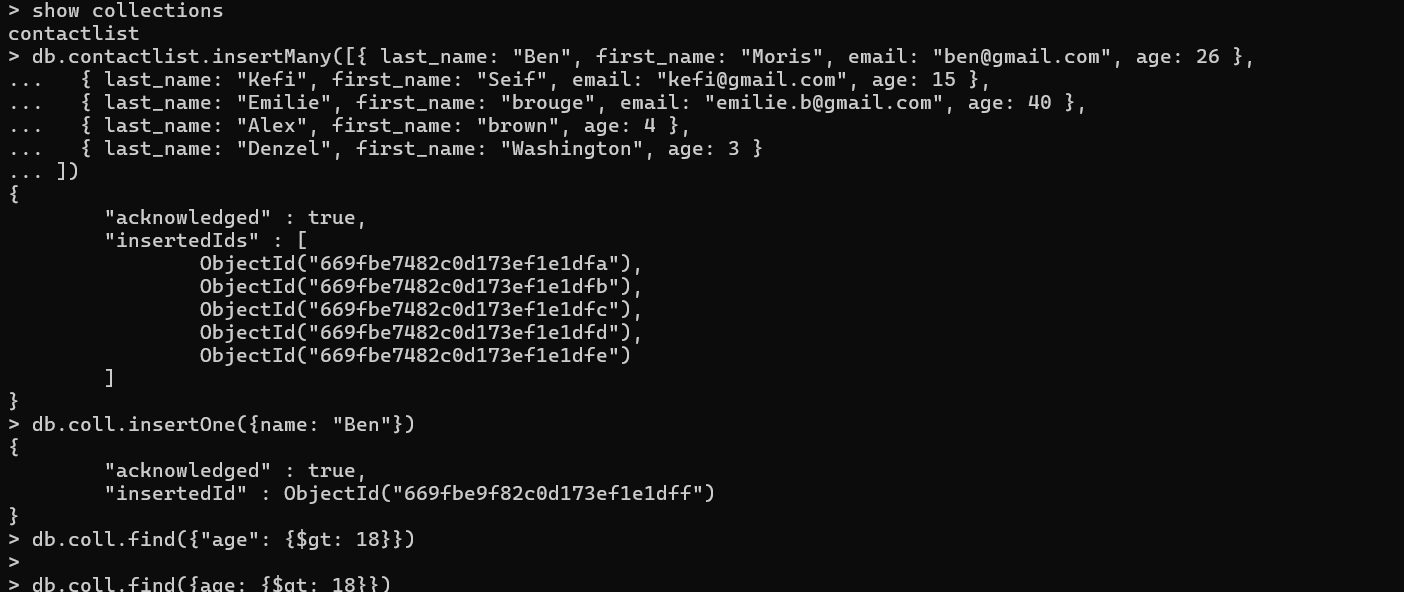 > show collections
contactlist
> db.contactlist.insertMany([{ last_name: "Ben", first_name: "Moris", email: "ben@gmail.com", age: 26 },
...   { last_name: "Kefi", first_name: "Seif", email: "kefi@gmail.com", age: 15 },
...   { last_name: "Emilie", first_name: "brouge", email: "emilie.b@gmail.com", age: 40 },
...   { last_name: "Alex", first_name: "brown", age: 4 },
...   { last_name: "Denzel", first_name: "Washington", age: 3 }
... ])
{
        "acknowledged" : true,
        "insertedIds" : [
                ObjectId("669fbe7482c0d173ef1e1dfa"),
                ObjectId("669fbe7482c0d173ef1e1dfb"),
                ObjectId("669fbe7482c0d173ef1e1dfc"),
                ObjectId("669fbe7482c0d173ef1e1dfd"),
                ObjectId("669fbe7482c0d173ef1e1dfe")
        ]
}
> db.coll.insertOne({name: "Ben"})
{
        "acknowledged" : true,
        "insertedId" : ObjectId("669fbe9f82c0d173ef1e1dff")
}
> db.coll.find({"age": {$gt: 18}})
>
> db.coll.find({age: {$gt: 18}})